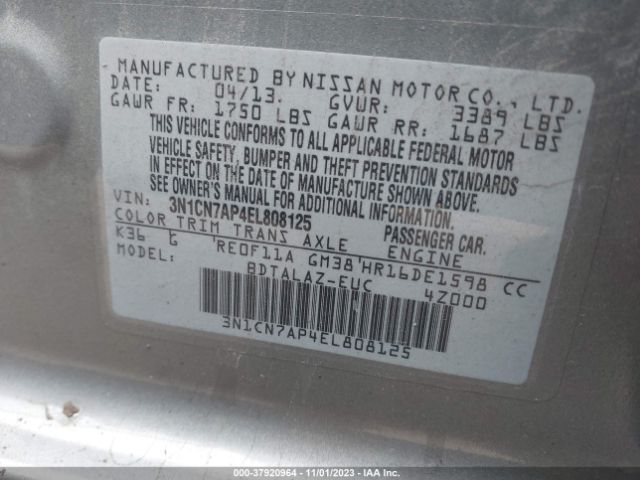 MANUFACTURED BY NISSAN MOTOR CO., LTD.
DATE: 04/13. GVWR: 3389 LBS
GAWR FR: 1750 LBS GAWR RR: 1687 LBS
THIS VEHICLE CONFORMS TO ALL APPLICABLE FEDERAL MOTOR
VEHICLE SAFETY, BUMPER AND THEFT PREVENTION STANDARDS
IN EFFECT ON THE DATE OF MANUFACTURE SHOWN ABOVE.
SEE OWNER'S MANUAL FOR ADDITIONAL INFORMATION.
VIN: 3N1CN7AP4EL808125 PASSENGER CAR.
COLOR TRIM TRANS AXLE ENGINE
K36 G RE0F11A GM38 HR16DE1598 CC
MODEL: BDTALAZ-EUC 4Z000
3N1CN7AP4EL808125
000-37920964 - 11/01/2023 - IAA Inc.